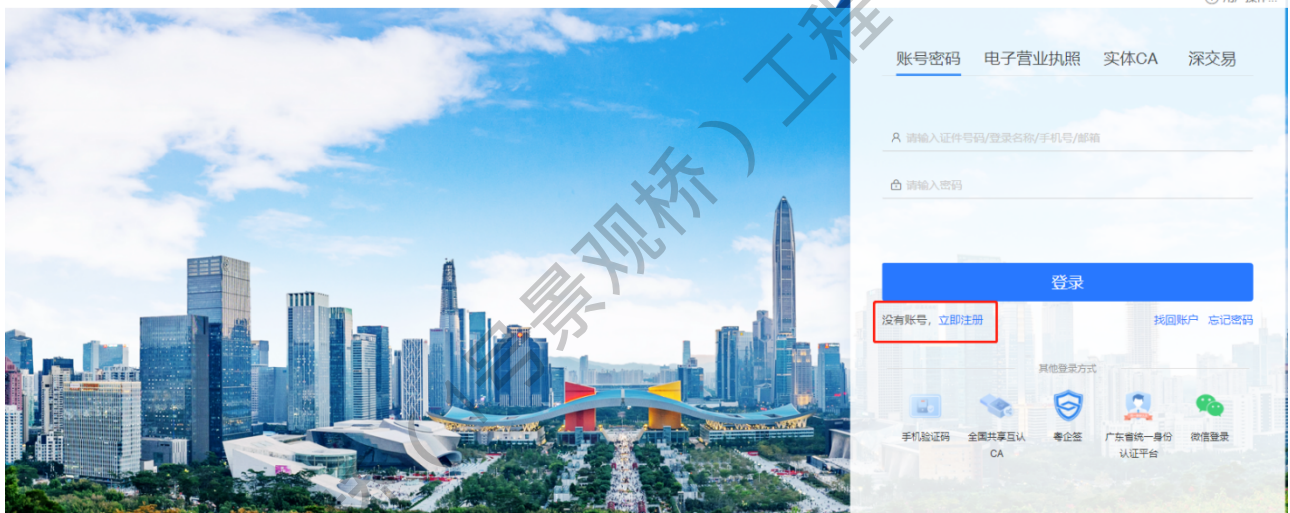 账号密码 电子营业执照 实体CA 深交易
请输入证件号码/登录名称/手机号/邮箱
请输入密码
登录
没有账号，立即注册 找回账户 忘记密码
其他登录方式
手机验证码 全国共享互认 粤企签 广东省统一身份 微信登录
CA 认证平台
景观桥）工程